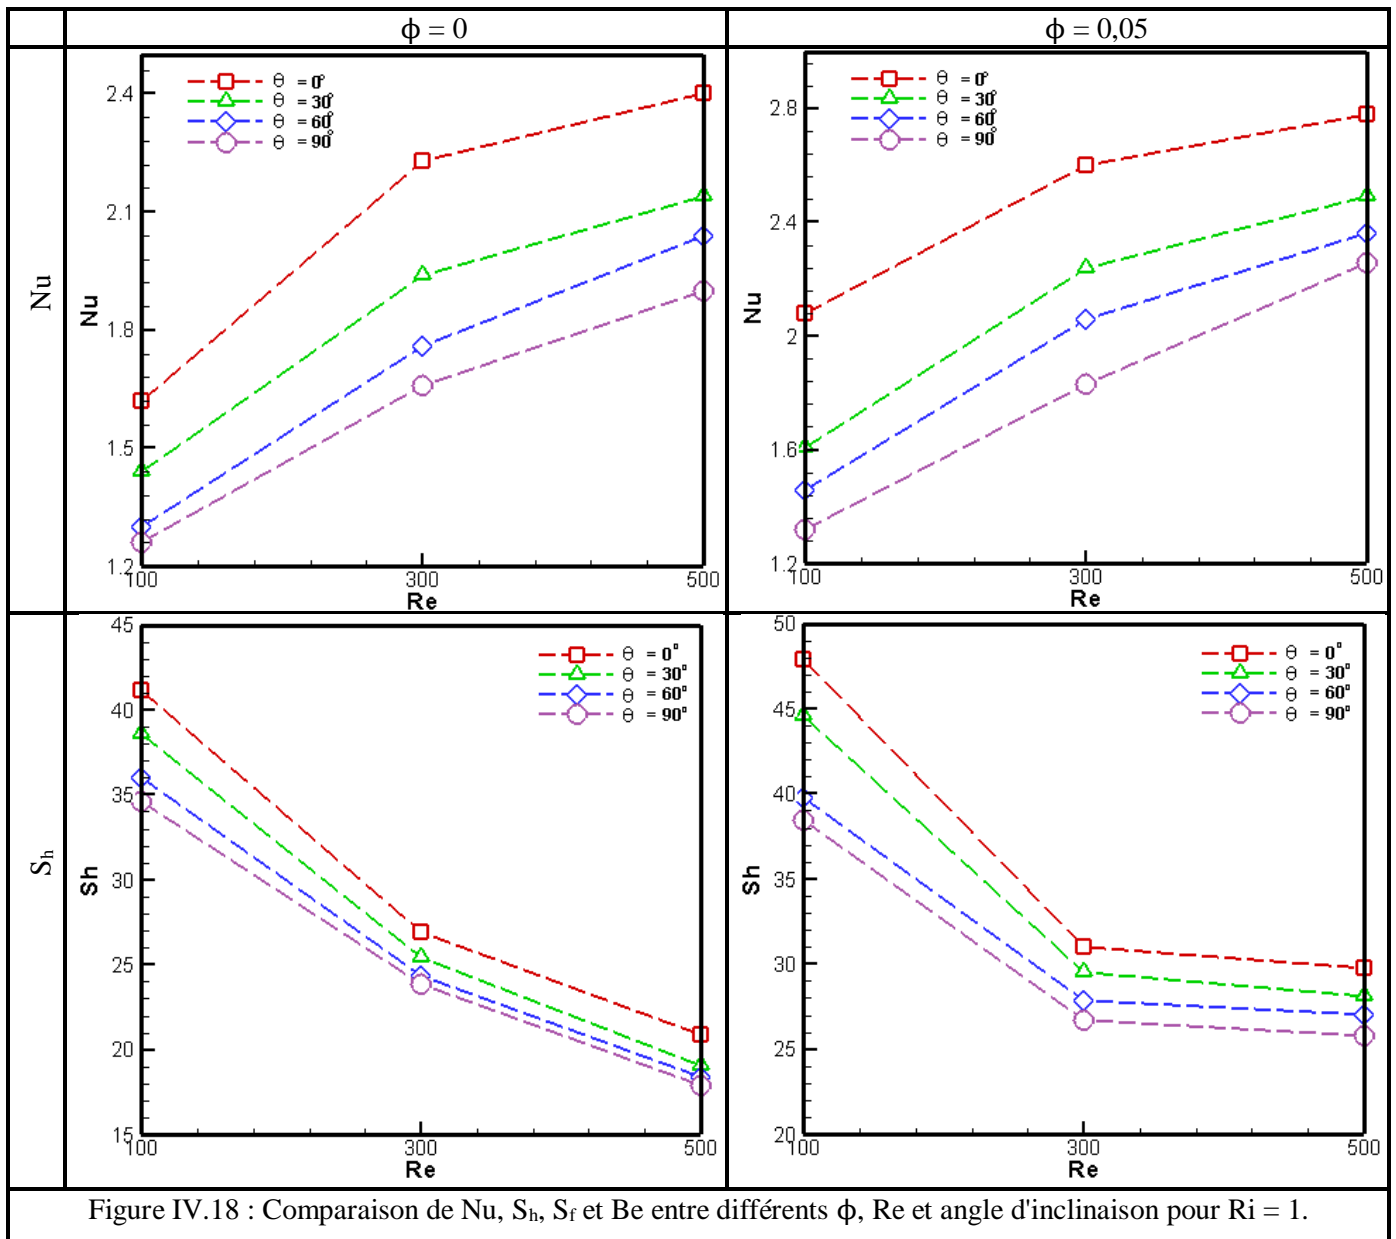 ϕ = 0
ϕ = 0,05
Nu
θ = 0°
θ = 30°
θ = 60°
θ = 90°
2.4
2.1
1.8
1.5
1.2
Nu
100
300
500
Re
θ = 0°
θ = 30°
θ = 60°
θ = 90°
2.8
2.4
2
1.6
1.2
Nu
100
300
500
Re
Sh
θ = 0°
θ = 30°
θ = 60°
θ = 90°
45
40
35
30
25
20
15
Sh
100
300
500
Re
θ = 0°
θ = 30°
θ = 60°
θ = 90°
50
45
40
35
30
25
20
Sh
100
300
500
Re
Figure IV.18 : Comparaison de Nu, Sh, Sf et Be entre différents ϕ, Re et angle d'inclinaison pour Ri = 1.